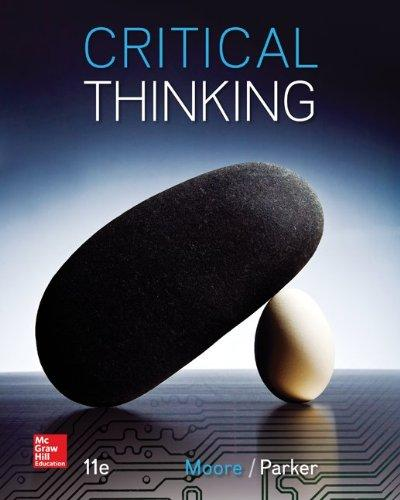 CRITICAL
THINKING
Mc
Graw
Hill
Education
11e
Moore / Parker